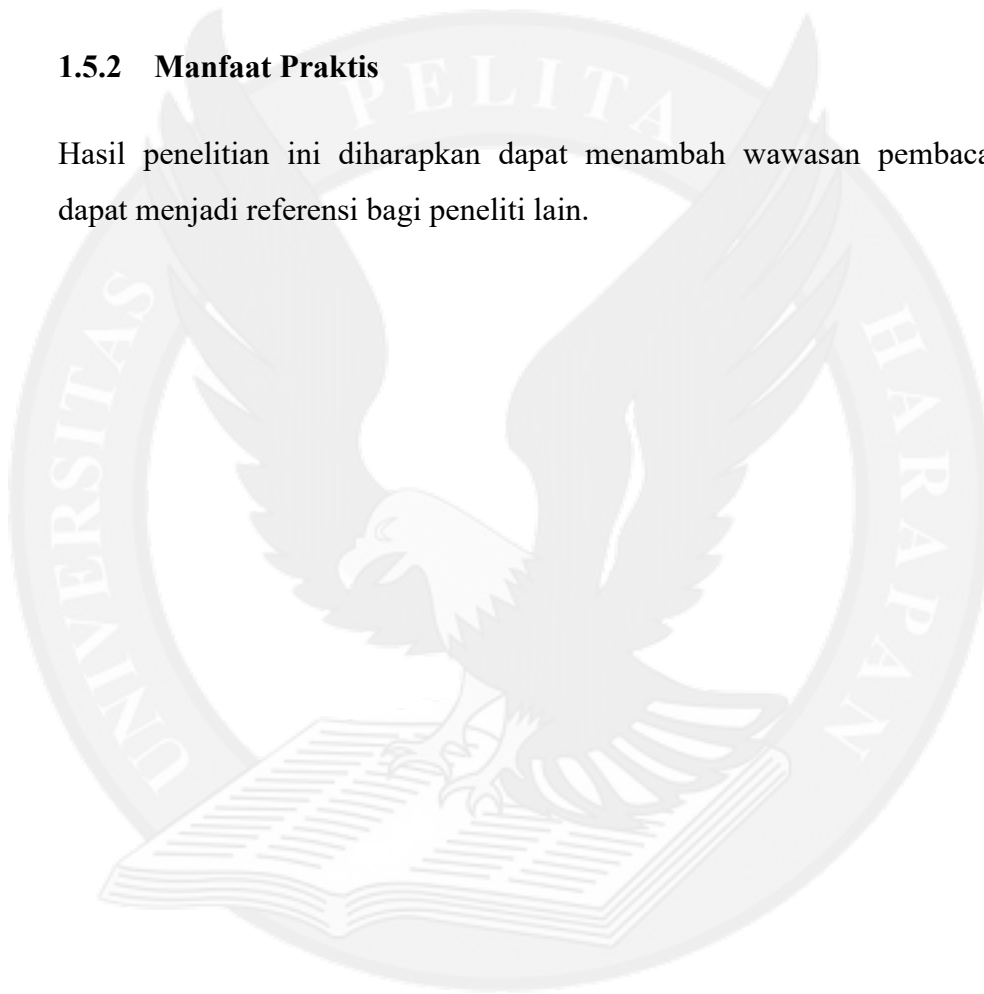 1.5.2 Manfaat Praktis
PELITA
Hasil penelitian ini diharapkan dapat menambah wawasan pembaca
dapat menjadi referensi bagi peneliti lain.
UNIVERSITAS
HARAPAN